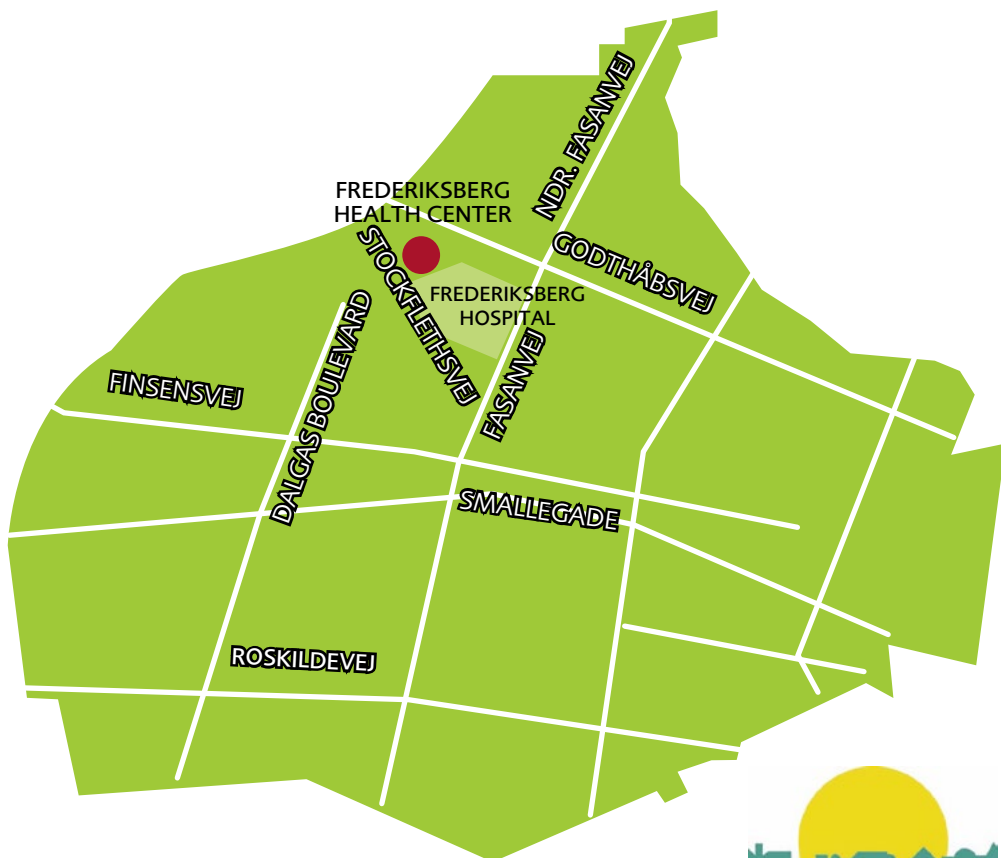 NDR. FASANVEJ
FREDERIKSBERG
HEALTH CENTER
STOCKFLETHSVEJ
GODTHÅBSVEJ
FREDERIKSBERG
HOSPITAL
DALGAS BOULEVARD
FASANVEJ
FINSENSVEJ
SMALLEGADE
ROSKILDEVEJ